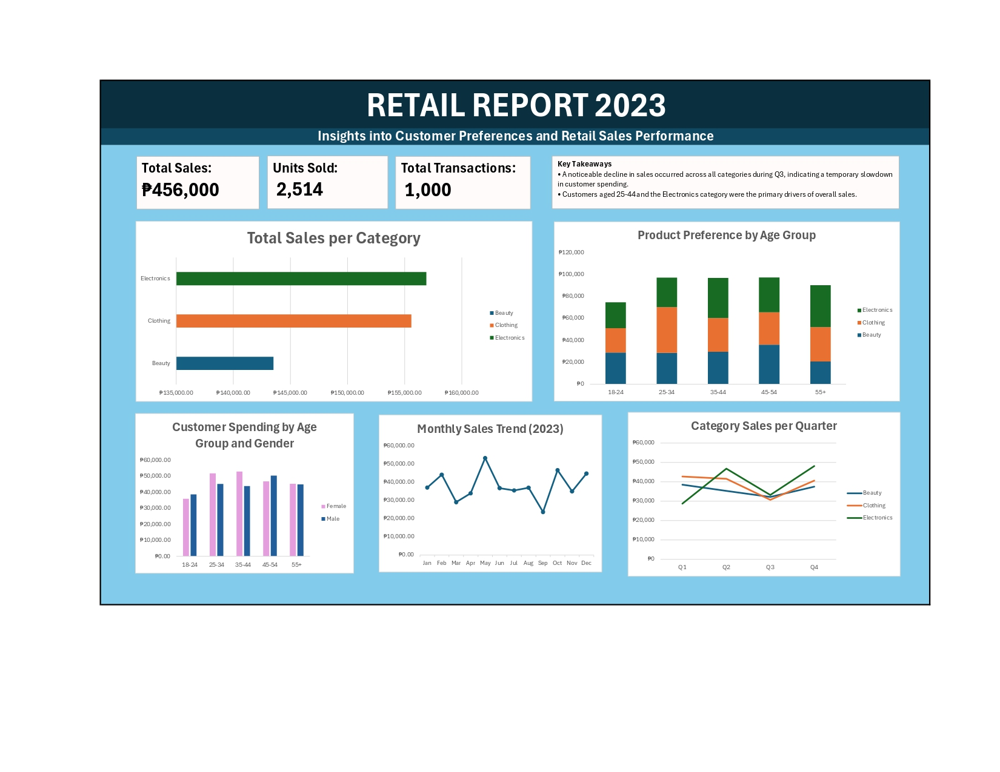 RETAIL REPORT 2023
Insights into Customer Preferences and Retail Sales Performance
Total Sales:
₱456,000
Units Sold:
2,514
Total Transactions:
1,000
Key Takeaways
• A noticeable decline in sales occurred across all categories during Q3, indicating a temporary slowdown
in customer spending.
• Customers aged 25-44 and the Electronics category were the primary drivers of overall sales.
Total Sales per Category
Electronics
Clothing
Beauty
₱135,000.00 ₱140,000.00 ₱145,000.00 ₱150,000.00 ₱155,000.00 ₱160,000.00
Beauty
Clothing
Electronics
Product Preference by Age Group
₱120,000
₱100,000
₱80,000
₱60,000
₱40,000
₱20,000
₱0
18-24 25-34 35-44 45-54 55+
Electronics
Clothing
Beauty
Customer Spending by Age
Group and Gender
₱60,000.00
₱50,000.00
₱40,000.00
₱30,000.00
₱20,000.00
₱10,000.00
₱0.00
18-24 25-34 35-44 45-54 55+
Female
Male
Monthly Sales Trend (2023)
₱60,000.00
₱50,000.00
₱40,000.00
₱30,000.00
₱20,000.00
₱10,000.00
₱0.00
Jan Feb Mar Apr May Jun Jul Aug Sep Oct Nov Dec
Category Sales per Quarter
₱60,000
₱50,000
₱40,000
₱30,000
₱20,000
₱10,000
₱0
Q1 Q2 Q3 Q4
Beauty
Clothing
Electronics